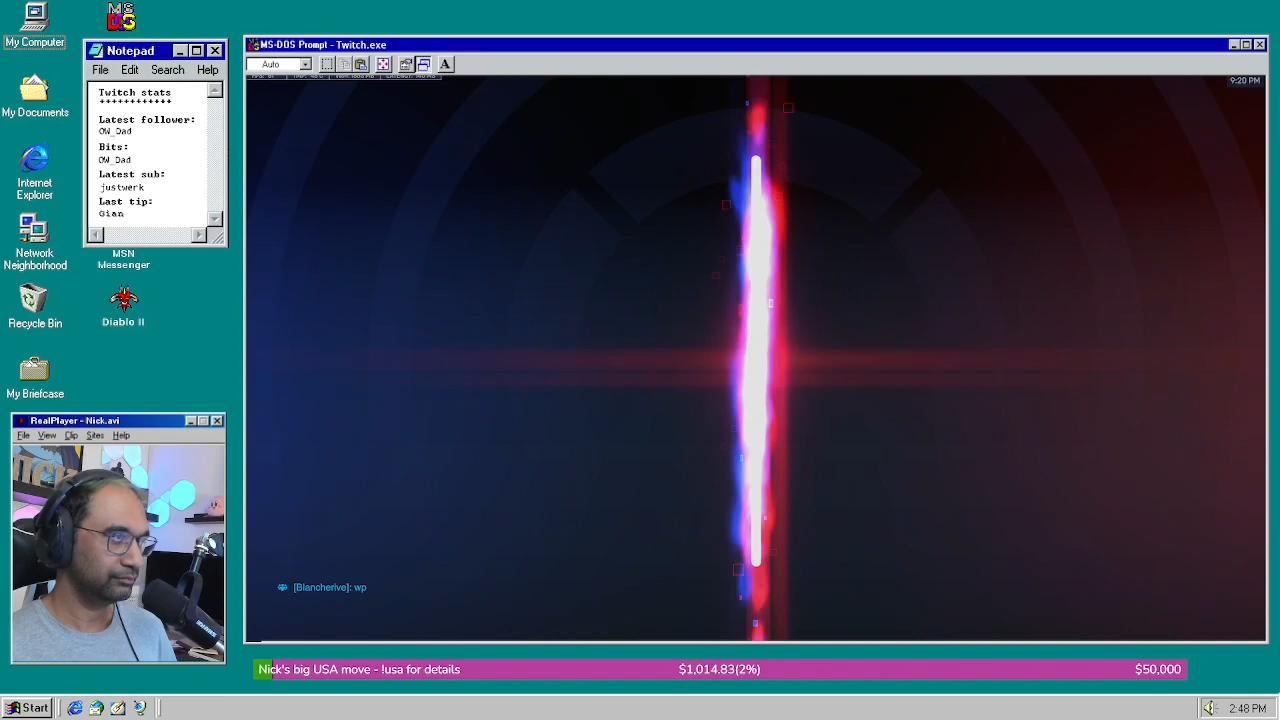 My Computer
My Documents
Internet
Explorer
Network
Neighborhood
Recycle Bin
My Briefcase
MS
Notepad
File Edit Search Help
Twitch stats
************
Latest follower:
OW_Dad
Bits:
OW_Dad
Latest sub:
justwerk
Last tip:
Gian
MSN
Messenger
Diablo II
RealPlayer - Nick.avi
File View Clip Sites Help
NICK
MS-DOS Prompt - Twitch.exe
Auto
A
9:20 PM
[Blancherive]: wp
Nick's big USA move - !usa for details $1,014.83(2%) $50,000
Start
2:48 PM